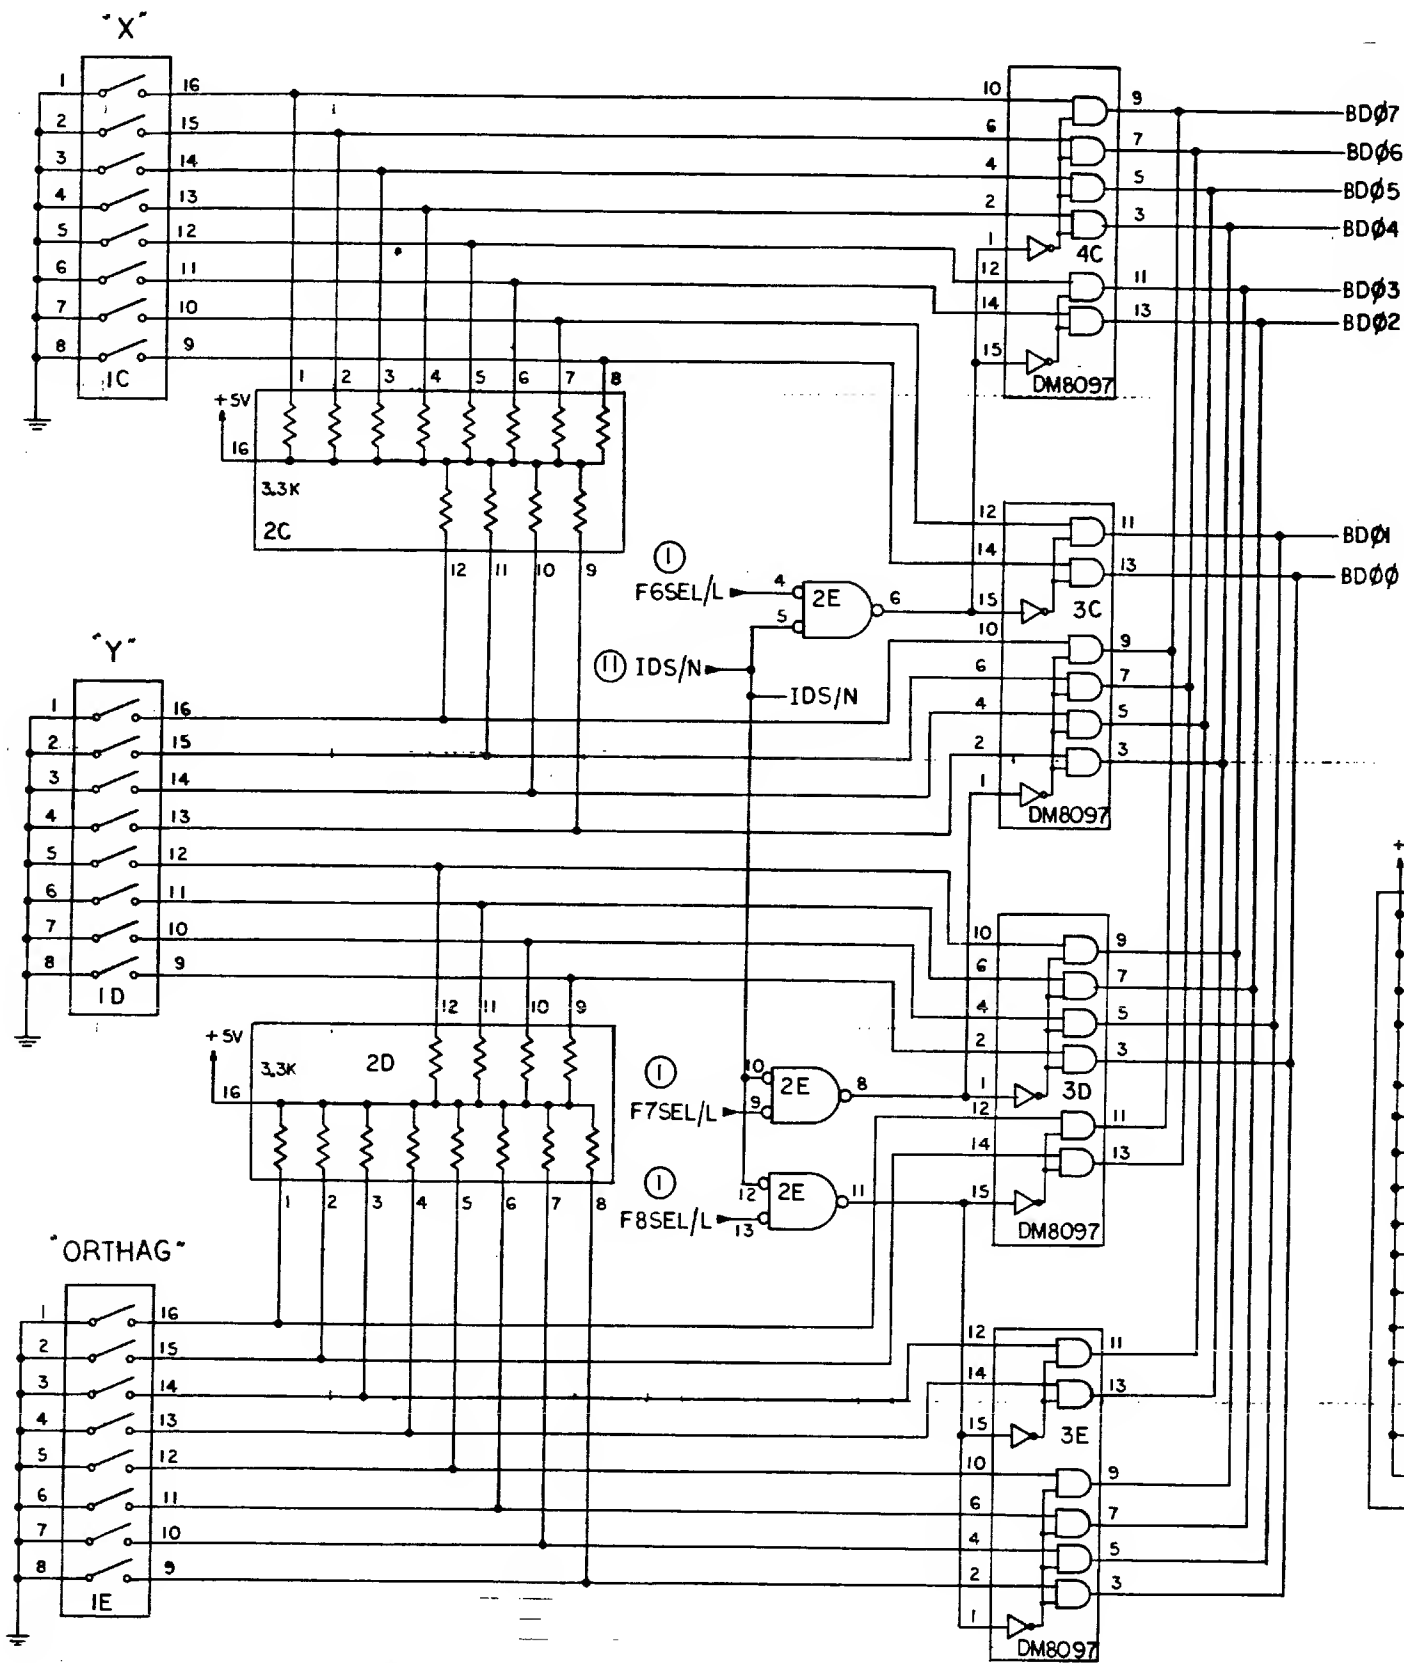 "X"
1 16
2 15
3 14
4 13
5 12
6 11
7 10
8 9
1C
10 9 BDØ7
6 7 BDØ6
4 5 BDØ5
2 3 BDØ4
1 4C
12 11 BDØ3
14 13 BDØ2
15
DM8097
+5V
1 2 3 4 5 6 7 8
16
3.3K
2C
12 11 10 9
12 11 BDØ1
14 13 BDØØ
15 3C
10 9
6 7
4 5
2 3
1
DM8097
1
F6SEL/L 4 2E 6
5
11 IDS/N
IDS/N
"Y"
1 16
2 15
3 14
4 13
5 12
6 11
7 10
8 9
1D
12 11 10 9
+5V
3.3K 2D
16
1 2 3 4 5 6 7 8
10 9
6 7
4 5
2 3
1 3D
12 11
14 13
15
DM8097
1
10 2E 8
F7SEL/L 9
1
12 2E 11
F8SEL/L 13
"ORTHAG"
1 16
2 15
3 14
4 13
5 12
6 11
7 10
8 9
1E
12 11
14 13
15 3E
10 9
6 7
4 5
2 3
1
DM8097
+